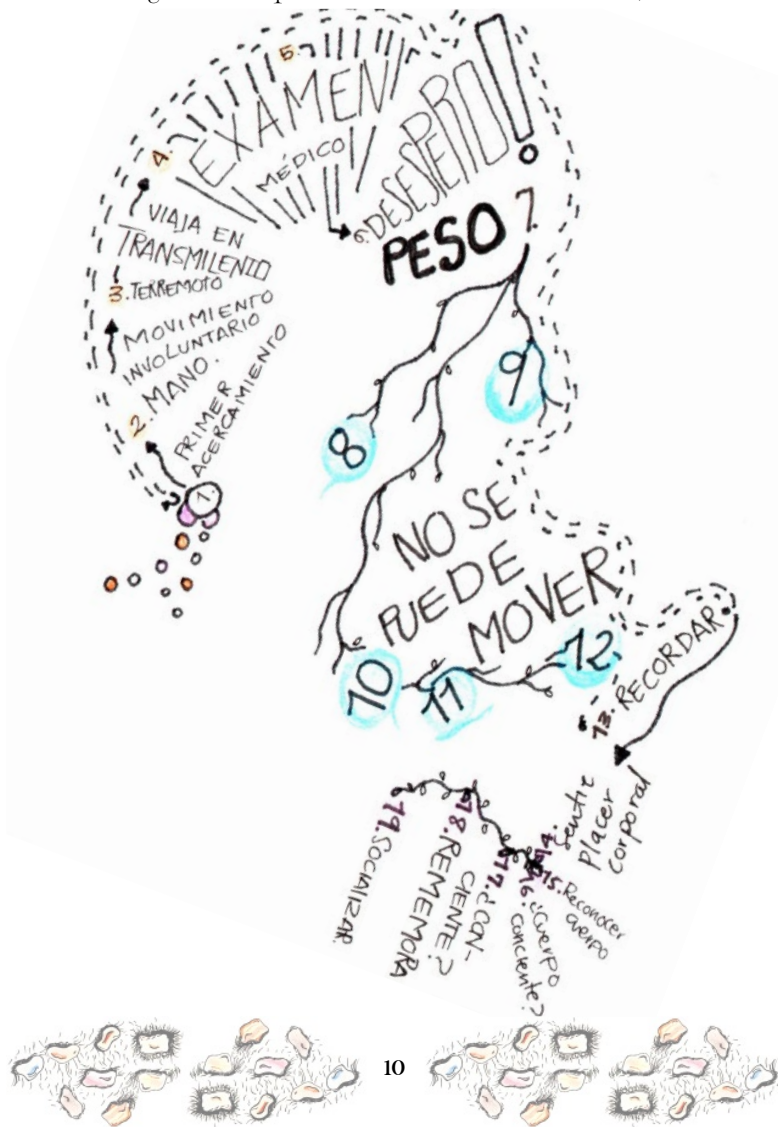 1.
PRIMER
ACERCAMIENTO
2. MANO.
MOVIMIENTO
INVOLUNTARIO
3. TERREMOTO
VIAJA EN
TRANSMILENIO
4.
5.
EXAMEN
MÉDICO
6. DESESPERO!
PESO 7.
8
9
NO SE
PUEDE
MOVER
10
11
12
13. RECORDAR.
14. Sentir
Placer
corporal
15. Reconocer
cuerpo
16. ¿Cuerpo
conciente?
17. ¿CON-
CIENTE?
18. REMEMORA
19. SOCIALIZAR.
10